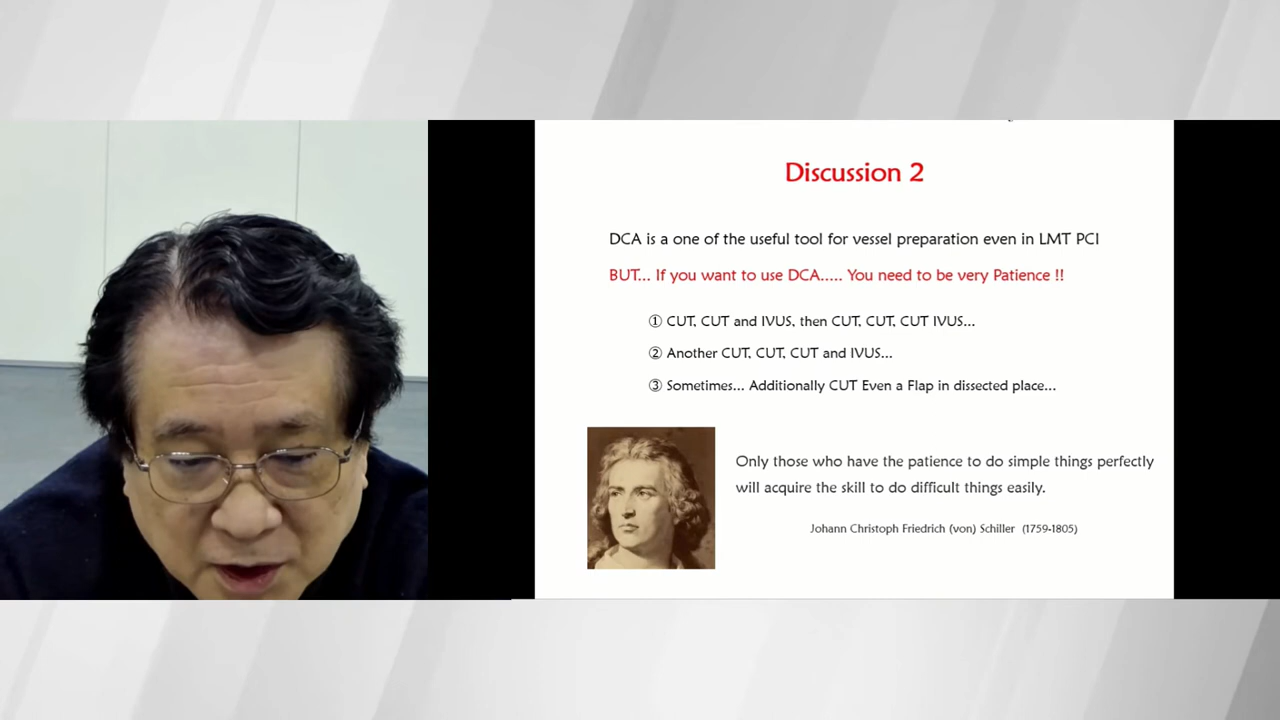 Discussion 2
DCA is a one of the useful tool for vessel preparation even in LMT PCI
BUT... If you want to use DCA..... You need to be very Patience !!
① CUT, CUT and IVUS, then CUT, CUT, CUT IVUS...
② Another CUT, CUT, CUT and IVUS...
③ Sometimes... Additionally CUT Even a Flap in dissected place...
Only those who have the patience to do simple things perfectly
will acquire the skill to do difficult things easily.
Johann Christoph Friedrich (von) Schiller (1759-1805)